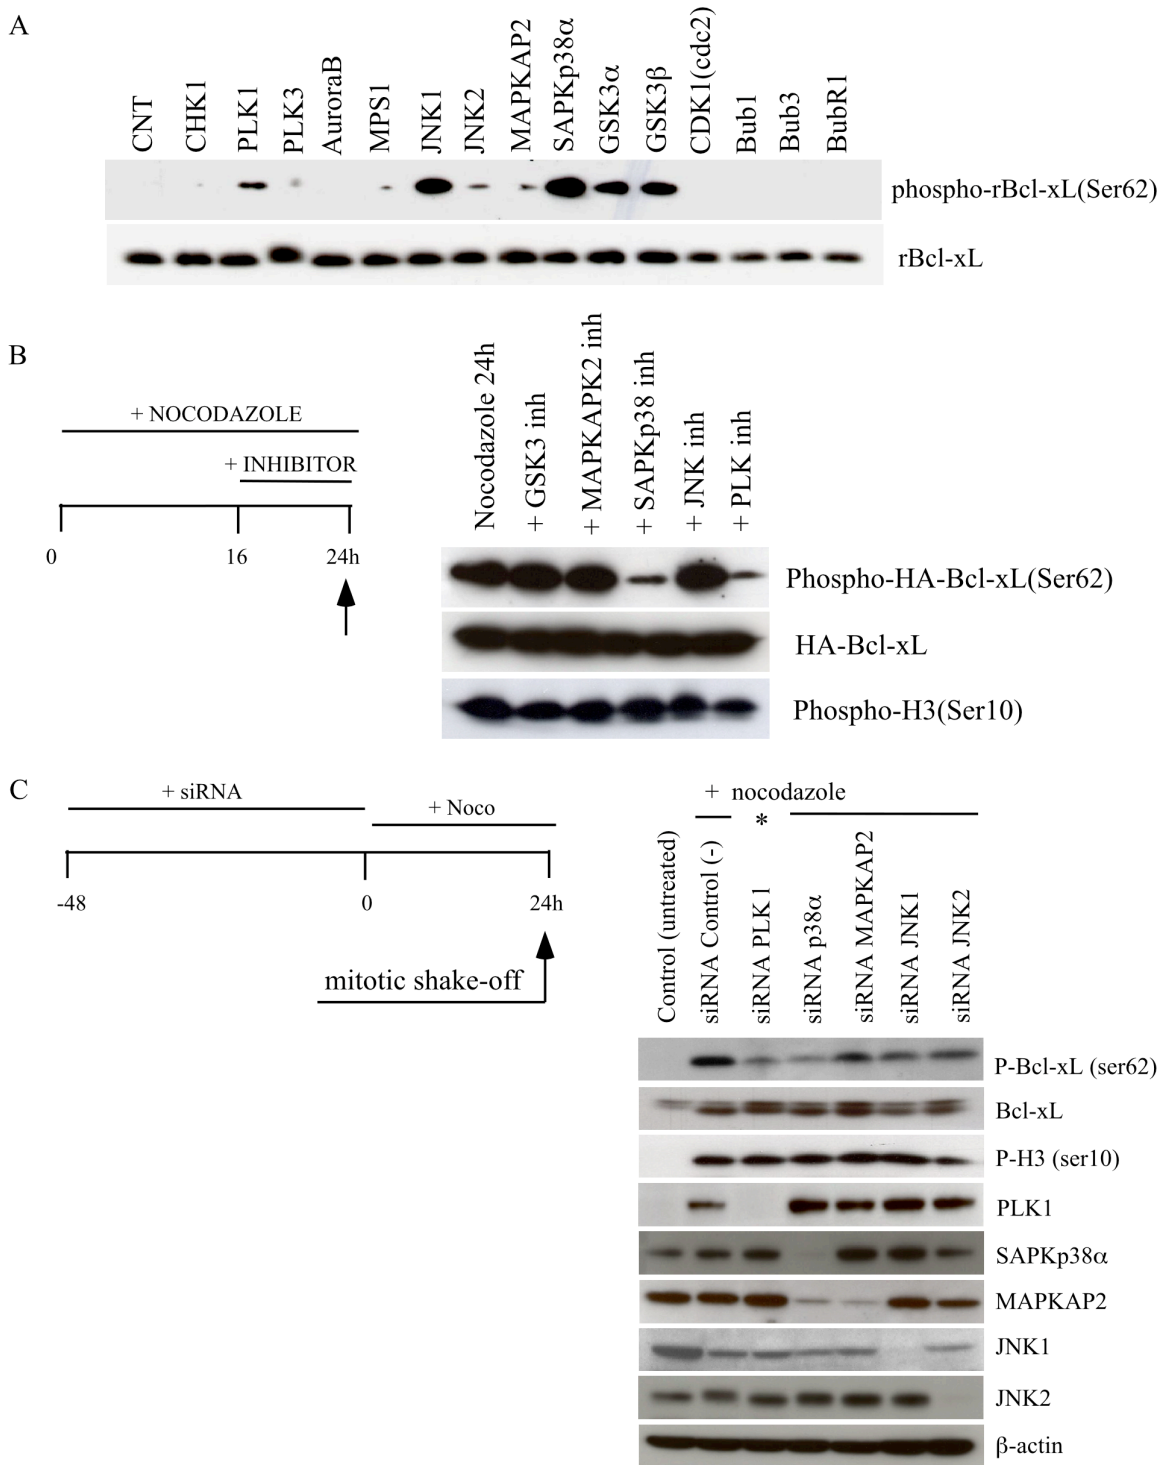 A
CNT
CHK1
PLK1
PLK3
AuroraB
MPS1
JNK1
JNK2
MAPKAP2
SAPKp38α
GSK3α
GSK3β
CDK1(cdc2)
Bub1
Bub3
BubR1
phospho-rBcl-xL(Ser62)
rBcl-xL
B
+ NOCODAZOLE
+ INHIBITOR
0
16
24h
Nocodazole 24h
+ GSK3 inh
+ MAPKAPK2 inh
+ SAPKp38 inh
+ JNK inh
+ PLK inh
Phospho-HA-Bcl-xL(Ser62)
HA-Bcl-xL
Phospho-H3(Ser10)
C
+ siRNA
+ Noco
-48
0
24h
mitotic shake-off
+ nocodazole
*
Control (untreated)
siRNA Control (-)
siRNA PLK1
siRNA p38α
siRNA MAPKAP2
siRNA JNK1
siRNA JNK2
P-Bcl-xL (ser62)
Bcl-xL
P-H3 (ser10)
PLK1
SAPKp38α
MAPKAP2
JNK1
JNK2
β-actin